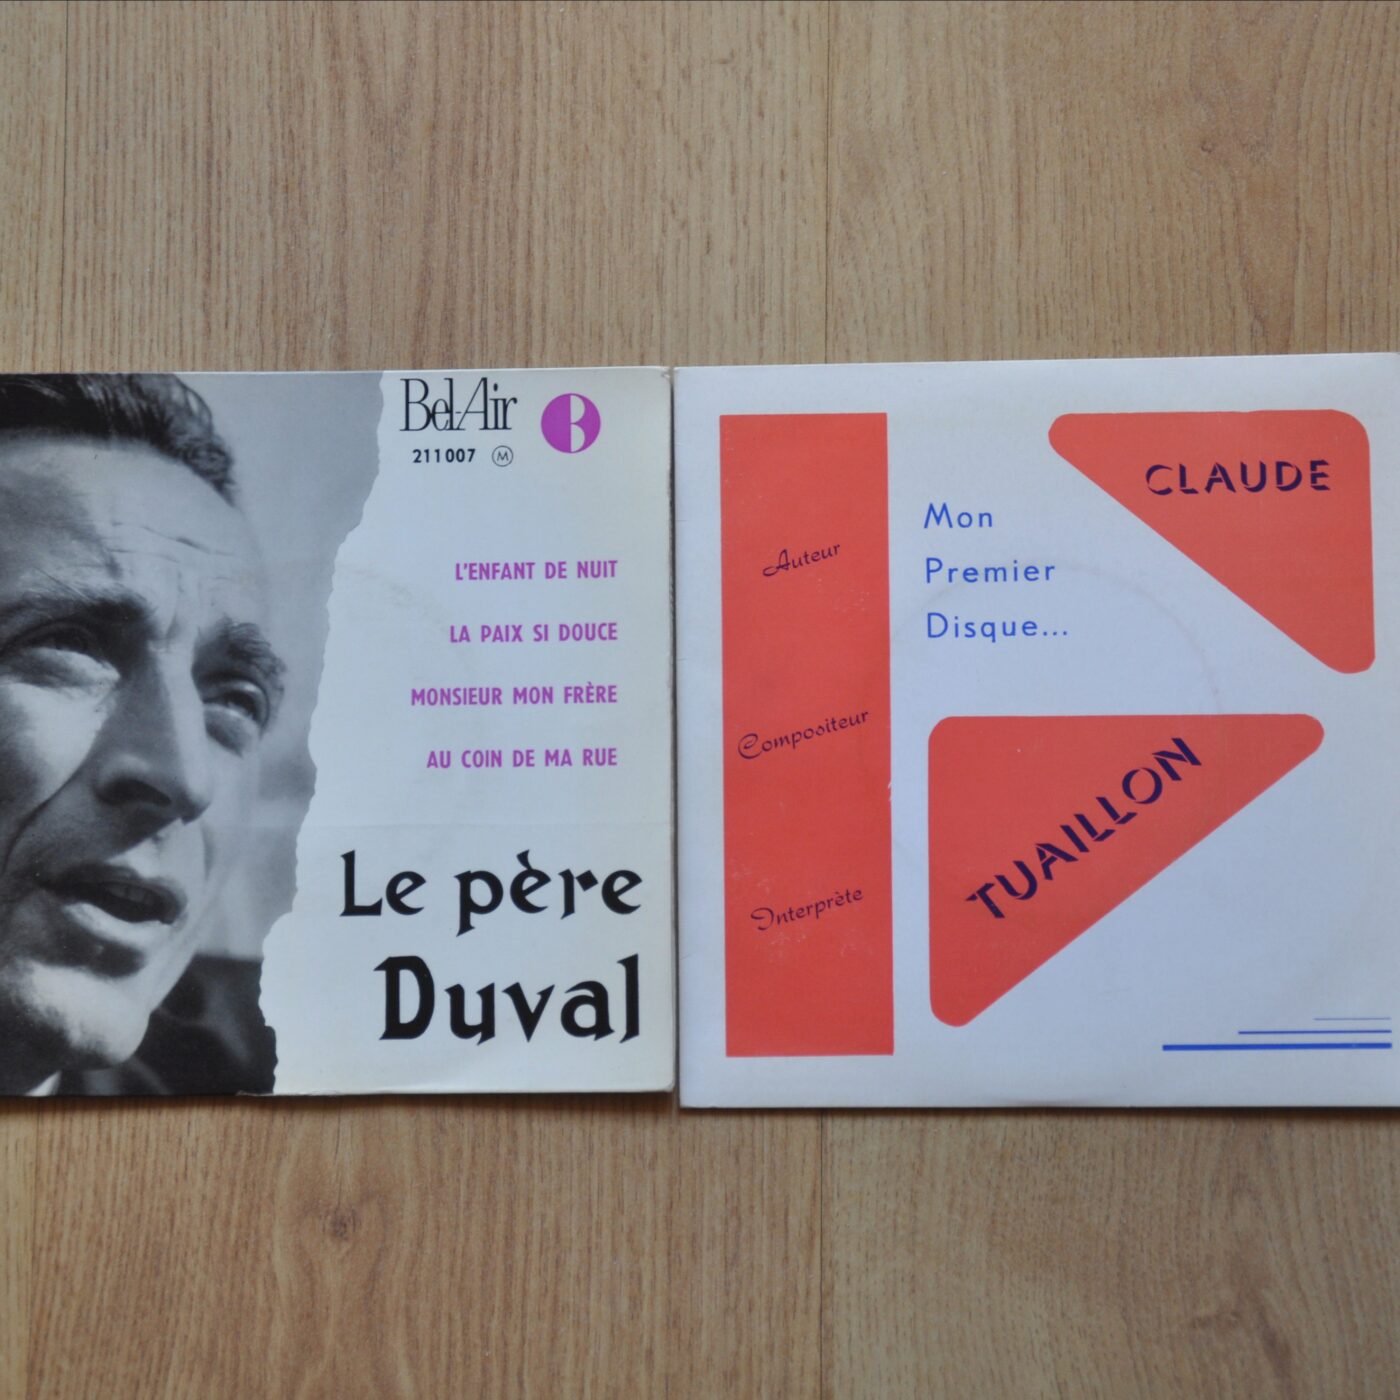 Bel-Air B
211007 M
L'ENFANT DE NUIT
LA PAIX SI DOUCE
MONSIEUR MON FRÈRE
AU COIN DE MA RUE
Le père
Duval
Auteur
Compositeur
Interprète
Mon
Premier
Disque...
CLAUDE
TUAILLON